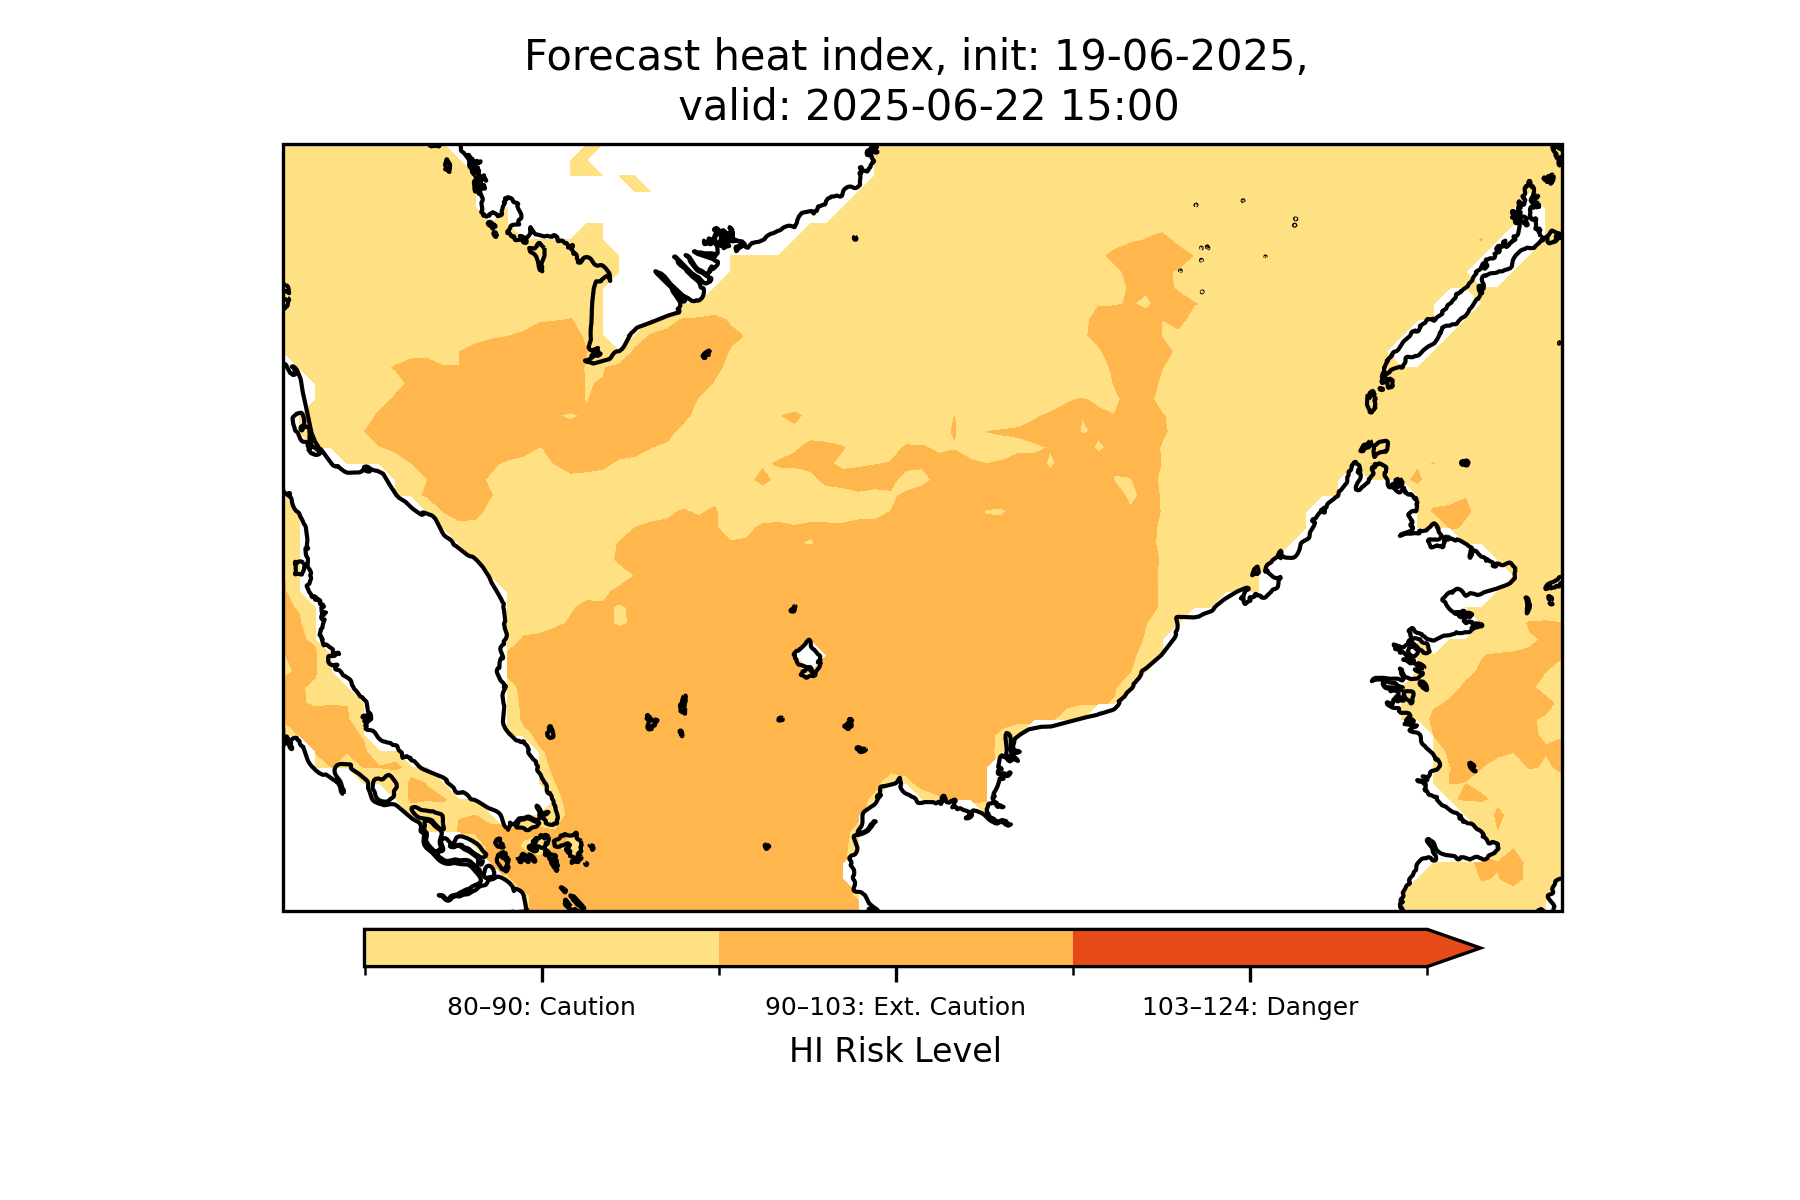 Forecast heat index, init: 19-06-2025,
valid: 2025-06-22 15:00
80–90: Caution
90–103: Ext. Caution
103–124: Danger
HI Risk Level